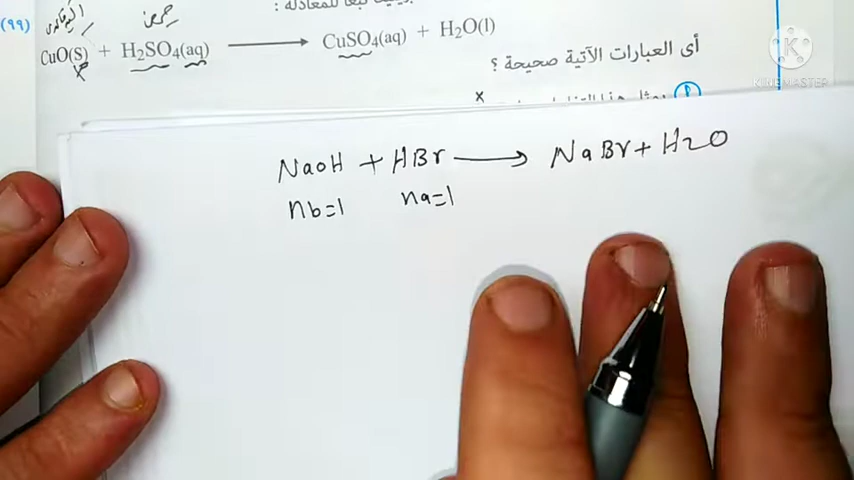 (99)
CuO(S) + H2SO4(aq) ⟶ CuSO4(aq) + H2O(l)
أى العبارات الآتية صحيحة ؟
x
NaOH + HBr ⟶ NaBr + H2O
nb=1 na=1
KINEMASTER